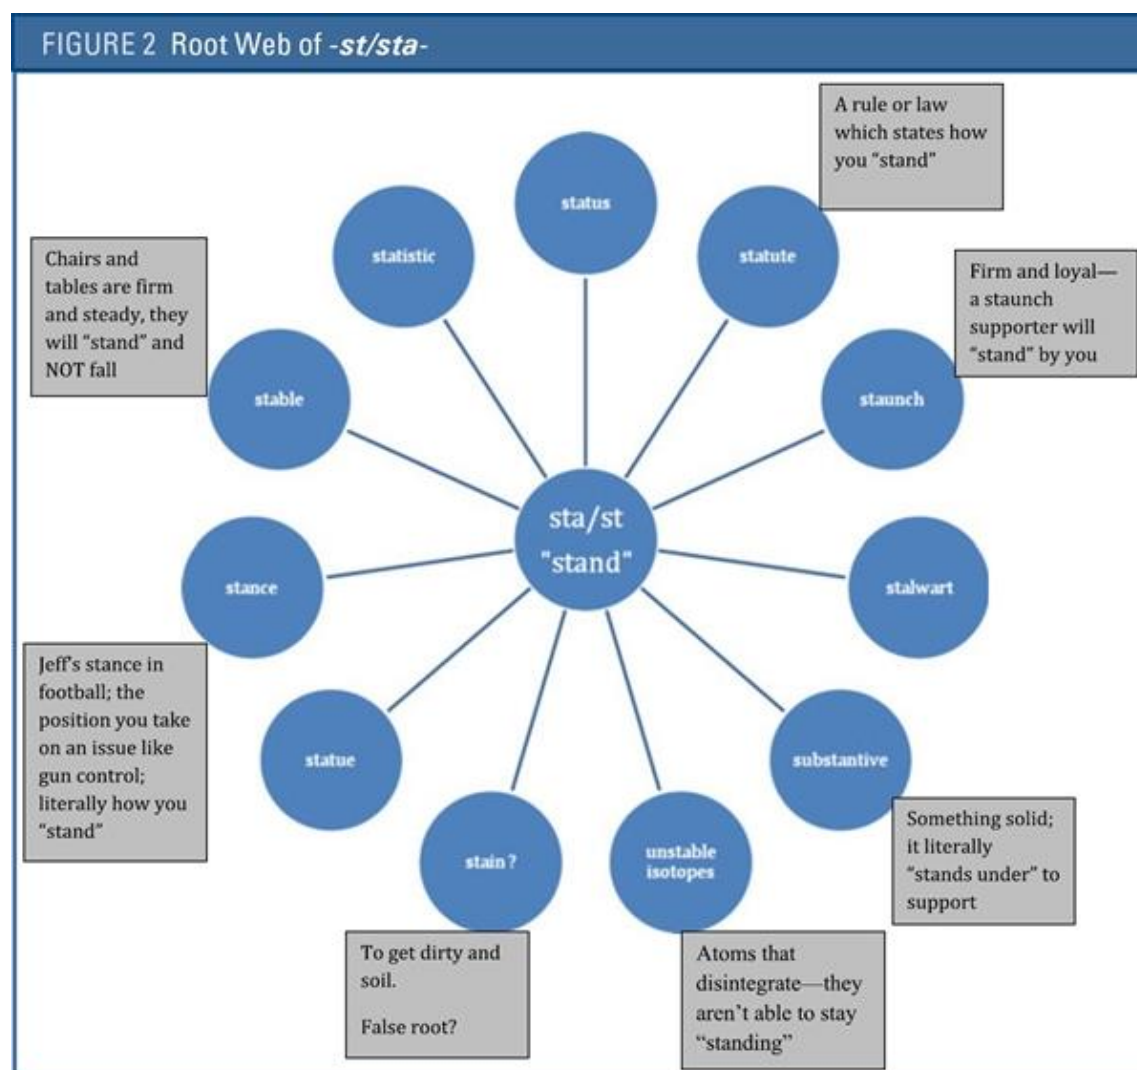 FIGURE 2 Root Web of -st/sta-
A rule or law
which states how
you “stand”
status
statistic
statute
Chairs and
tables are firm
and steady, they
will “stand” and
NOT fall
Firm and loyal—
a staunch
supporter will
“stand” by you
stable
staunch
sta/st
"stand"
stance
stalwart
Jeff’s stance in
football; the
position you take
on an issue like
gun control;
literally how you
“stand”
statue
substantive
Something solid;
it literally
“stands under” to
support
stain ?
unstable
isotopes
To get dirty and
soil.
False root?
Atoms that
disintegrate—they
aren’t able to stay
“standing”